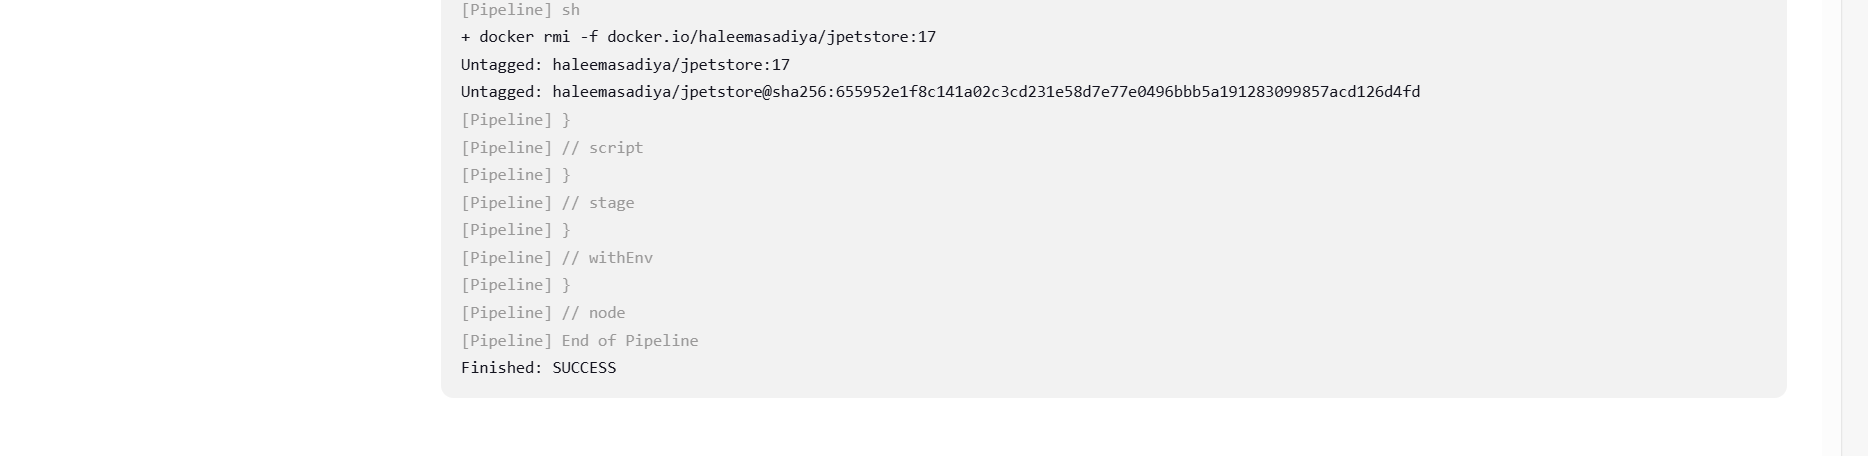 [Pipeline] sh
+ docker rmi -f docker.io/haleemasadiya/jpetstore:17
Untagged: haleemasadiya/jpetstore:17
Untagged: haleemasadiya/jpetstore@sha256:655952e1f8c141a02c3cd231e58d7e77e0496bbb5a191283099857acd126d4fd
[Pipeline] }
[Pipeline] // script
[Pipeline] }
[Pipeline] // stage
[Pipeline] }
[Pipeline] // withEnv
[Pipeline] }
[Pipeline] // node
[Pipeline] End of Pipeline
Finished: SUCCESS